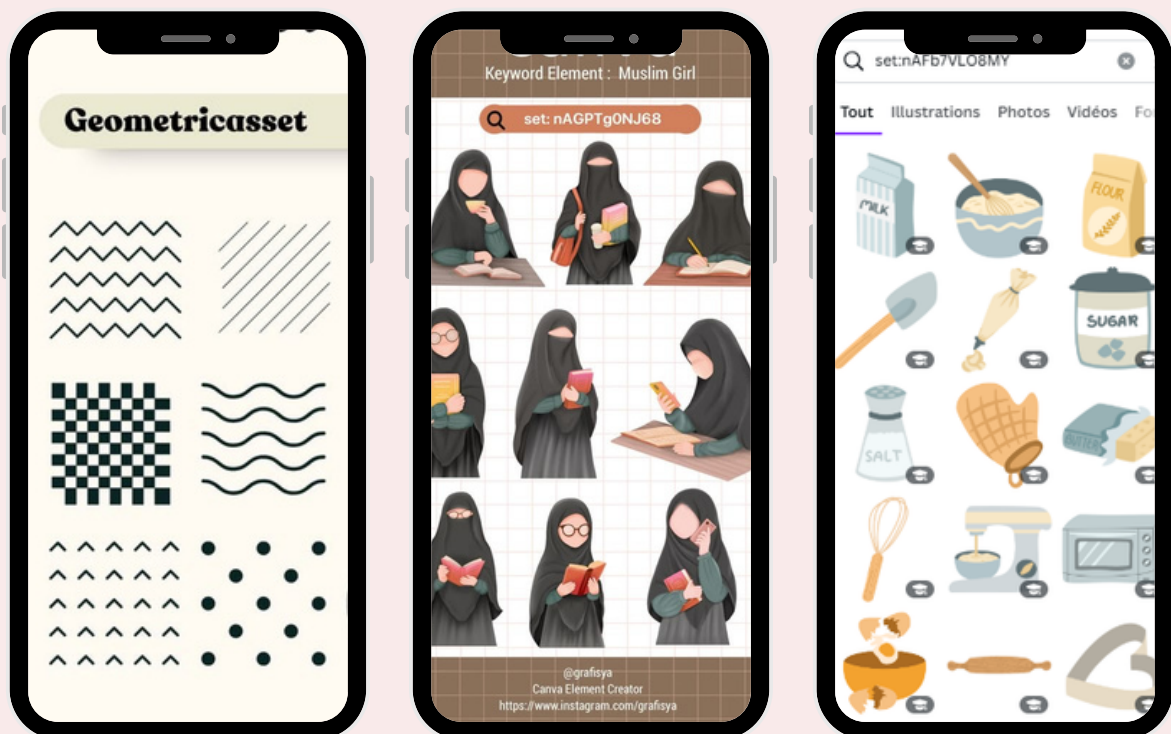 Geometricasset
Keyword Element : Muslim Girl
set: nAGPTg0NJ68
@grafisya
Canva Element Creator
https://www.instagram.com/grafisya
set:nAFb7VLO8MY
Tout Illustrations Photos Vidéos Fo
MILK
FLOUR
SUGAR
SALT
BUTTER